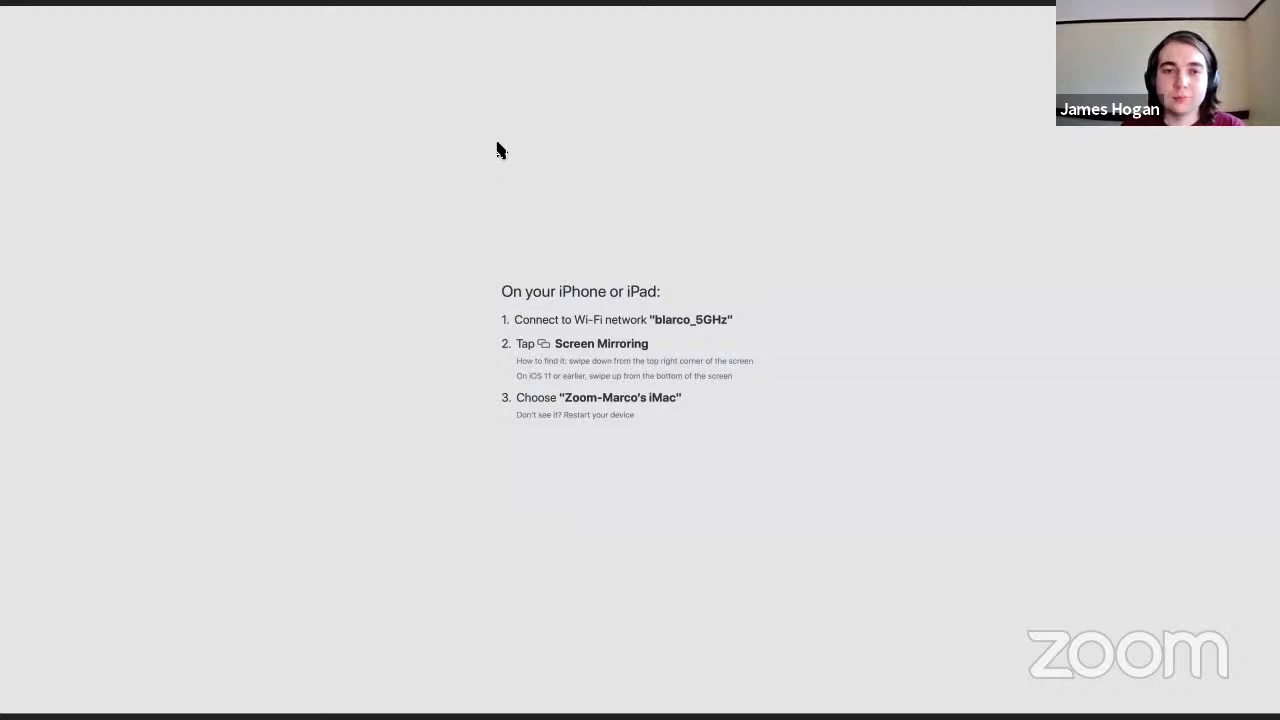 James Hogan
On your iPhone or iPad:
1. Connect to Wi-Fi network "blarco_5GHz"
2. Tap Screen Mirroring
How to find it: swipe down from the top right corner of the screen
On iOS 11 or earlier, swipe up from the bottom of the screen
3. Choose "Zoom-Marco's iMac"
Don't see it? Restart your device
zoom